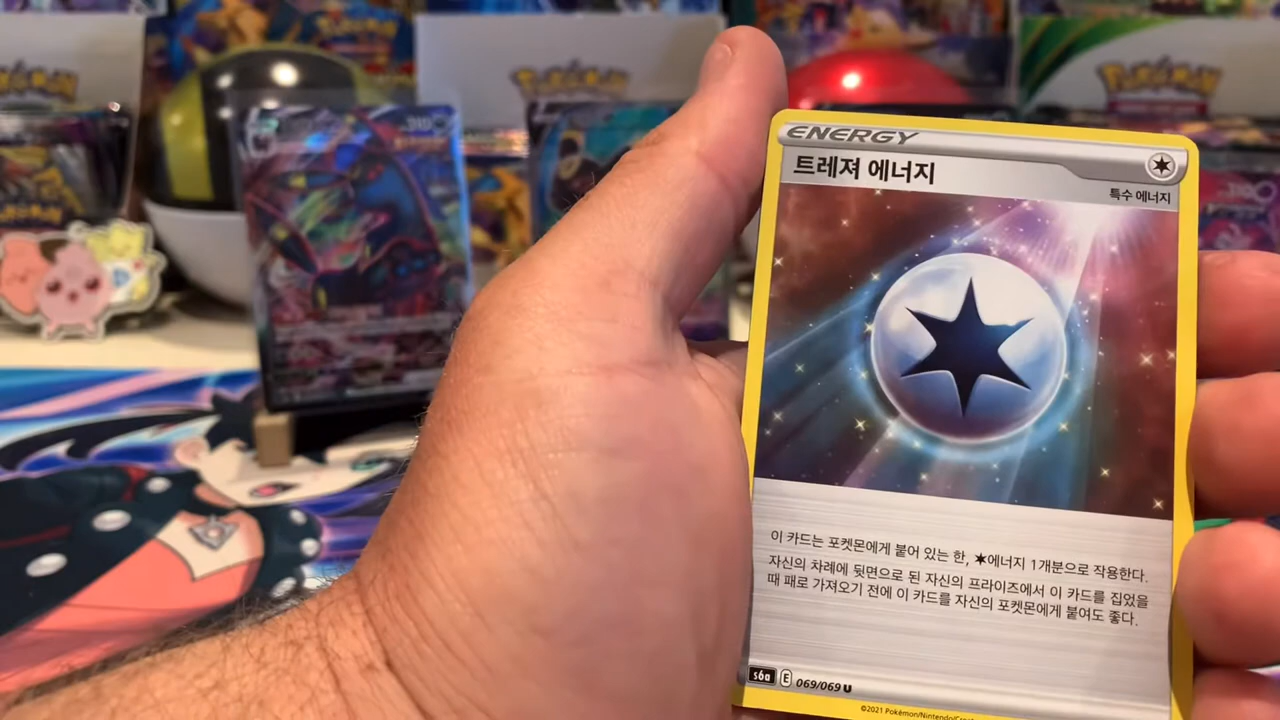 Pokémon
Pokémon
Pokémon
310
ENERGY
트레져 에너지
특수 에너지
이 카드는 포켓몬에게 붙어 있는 한, ✶에너지 1개분으로 작용한다.
자신의 차례에 뒷면으로 된 자신의 프라이즈에서 이 카드를 집었을
때 패로 가져오기 전에 이 카드를 자신의 포켓몬에게 붙여도 좋다.
s6a E 069/069 U
©2021 Pokémon/Nintendo/